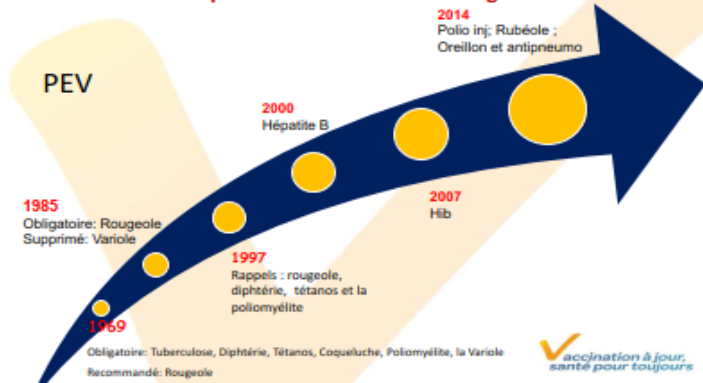 2014
Polio inj; Rubéole ;
Oreillon et antipneumo
PEV
2000
Hépatite B
1985
Obligatoire: Rougeole
Supprimé: Variole
2007
Hib
1997
Rappels : rougeole,
diphtérie, tétanos et la
poliomyélite
1969
Obligatoire: Tuberculose, Diphtérie, Tétanos, Coqueluche, Poliomyélite, la Variole
Recommandé: Rougeole
Vaccination à jour,
santé pour toujours